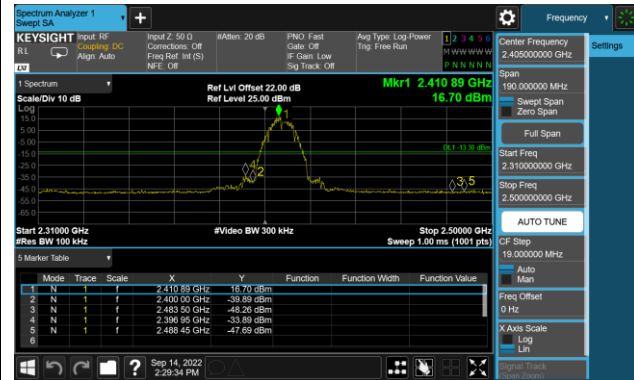 Spectrum Analyzer 1
Swept SA
+
Frequency
KEYSIGHT
RL
LXI
Input: RF
Coupling: DC
Align: Auto
Input Z: 50 Ω
Corrections: Off
Freq Ref: Int (S)
NFE: Off
#Atten: 20 dB
PNO: Fast
Gate: Off
IF Gain: Low
Sig Track: Off
Avg Type: Log-Power
Trig: Free Run
1 2 3 4 5 6
M W W W W W
P N N N N N
Center Frequency
2.405000000 GHz
Settings
1 Spectrum
Scale/Div 10 dB
Ref Lvl Offset 22.00 dB
Ref Level 25.00 dBm
Mkr1 2.410 89 GHz
16.70 dBm
Span
190.000000 MHz
Swept Span
Zero Span
Full Span
Log
15.0
5.00
-5.00
-15.0
-25.0
-35.0
-45.0
-55.0
-65.0
1
DL1 -13.30 dBm
4
2
3
5
Start Freq
2.310000000 GHz
Stop Freq
2.500000000 GHz
AUTO TUNE
Start 2.31000 GHz
#Res BW 100 kHz
#Video BW 300 kHz
Stop 2.50000 GHz
Sweep 1.00 ms (1001 pts)
CF Step
19.000000 MHz
Auto
Man
5 Marker Table
Mode Trace Scale X Y Function Function Width Function Value
1 N 1 f 2.410 89 GHz 16.70 dBm
2 N 1 f 2.400 00 GHz -39.89 dBm
3 N 1 f 2.483 50 GHz -48.26 dBm
4 N 1 f 2.396 95 GHz -33.89 dBm
5 N 1 f 2.488 45 GHz -47.69 dBm
6
Freq Offset
0 Hz
X Axis Scale
Log
Lin
Signal Track
(Span Zoom)
?
Sep 14, 2022
2:29:34 PM